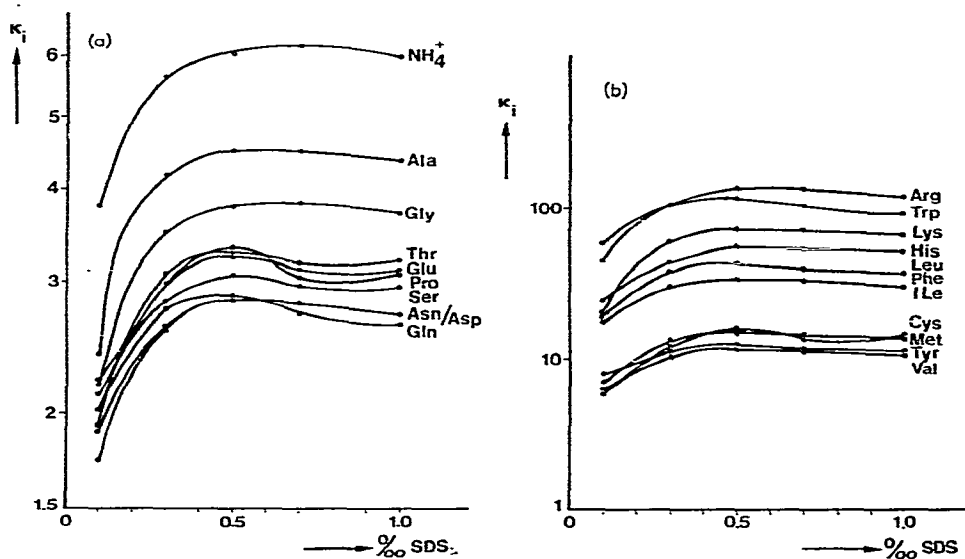 κi
(a)
6
5
4
3
2
1.5
0
0.5
1.0
‰ SDS
NH4+
Ala
Gly
Thr
Glu
Pro
Ser
Asn/Asp
Gln
κi
(b)
100
10
1
0
0.5
1.0
‰ SDS
Arg
Trp
Lys
His
Leu
Phe
ILe
Cys
Met
Tyr
Val